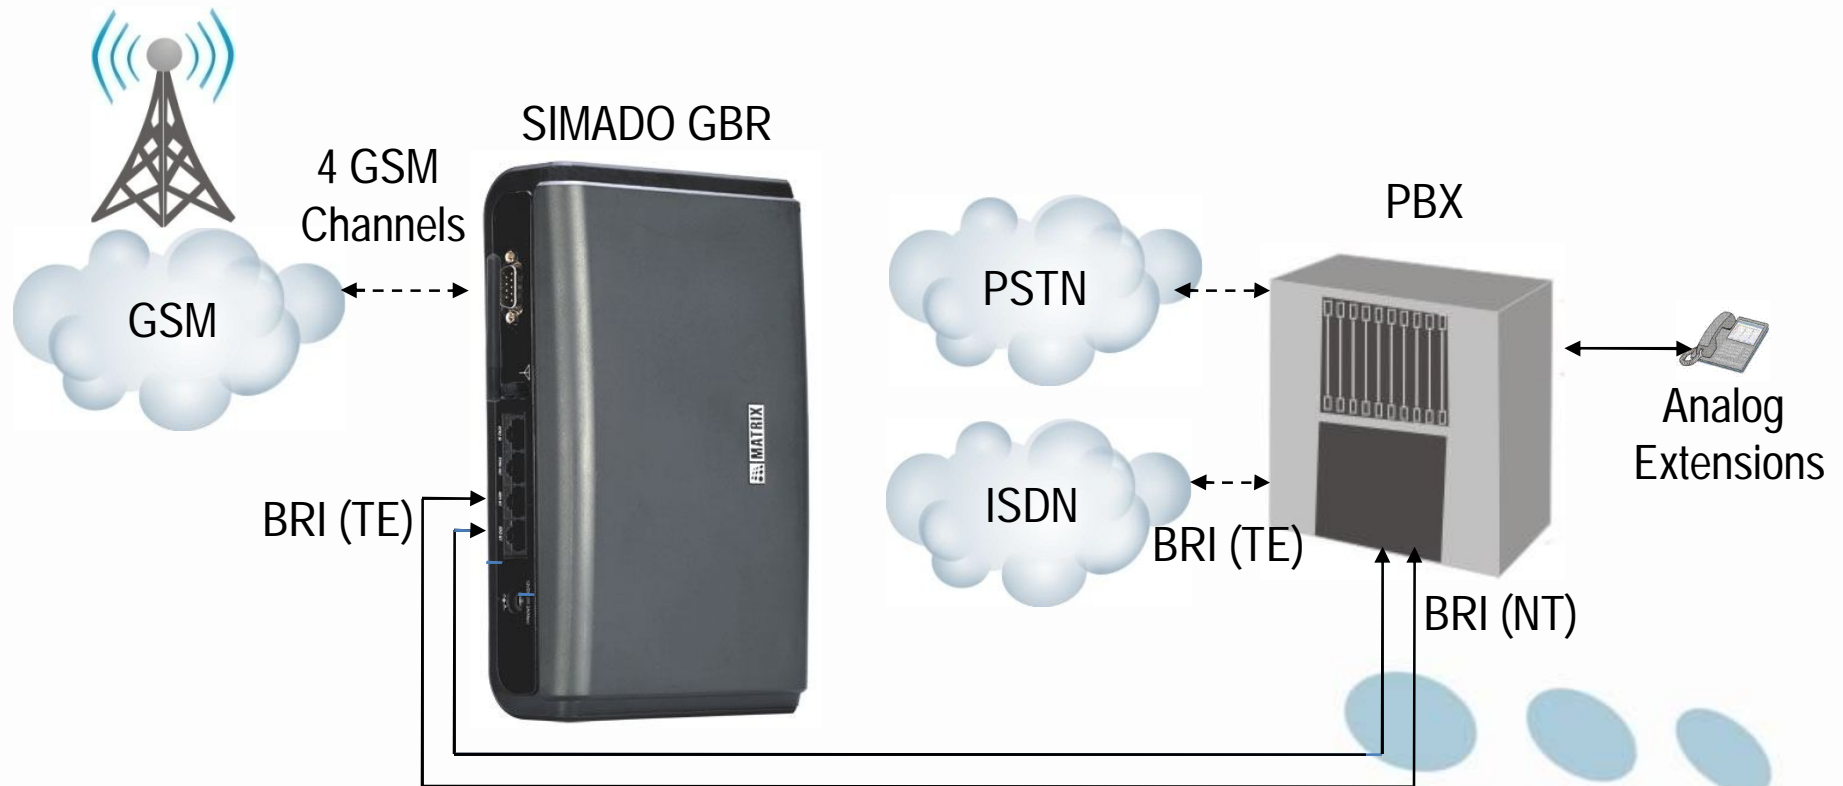 SIMADO GBR
4 GSM
Channels
GSM
BRI (TE)
MATRIX
PSTN
ISDN
BRI (TE)
PBX
BRI (NT)
Analog
Extensions